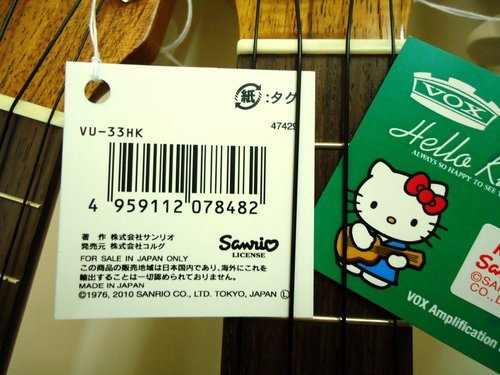 紙 :タグ
47429
VU-33HK
4 959112 078482
著 作 株式会社サンリオ
発売元 株式会社コルグ
Sanrio
LICENSE
FOR SALE IN JAPAN ONLY
この商品の販売地域は日本国内であり、海外にこれを
輸出することは一切認められておりません。
MADE IN JAPAN
©1976, 2010 SANRIO CO., LTD. TOKYO, JAPAN Ⓛ
VOX
Hello K
ALWAYS SO HAPPY TO SEE
©SA
CO., L
VOX Amplification